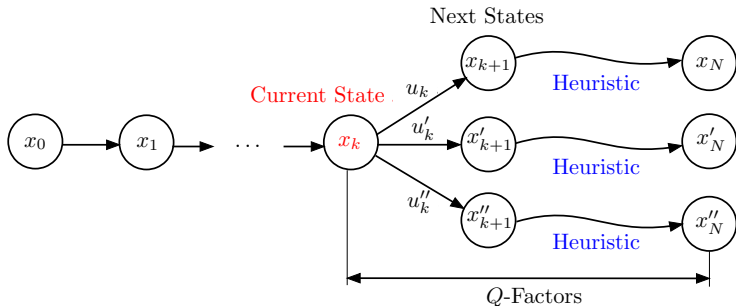 Next States
x_{k+1}
x_N
u_k
Heuristic
Current State
x_0
x_1
...
x_k
u'_k
x'_{k+1}
x'_N
Heuristic
u''_k
x''_{k+1}
x''_N
Heuristic
Q-Factors